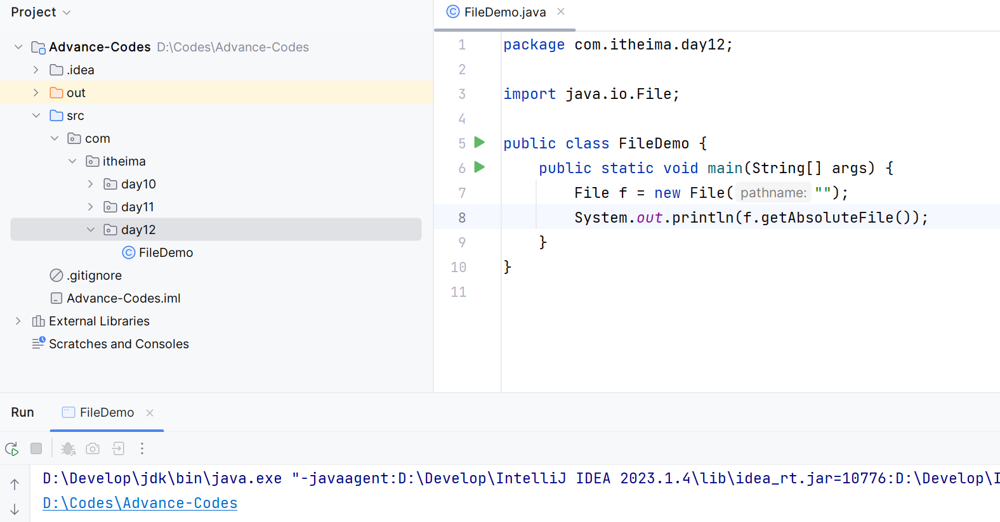 Project
Advance-Codes D:\Codes\Advance-Codes
.idea
out
src
com
itheima
day10
day11
day12
FileDemo
.gitignore
Advance-Codes.iml
External Libraries
Scratches and Consoles
FileDemo.java
1 package com.itheima.day12;
2
3 import java.io.File;
4
5 public class FileDemo {
6 public static void main(String[] args) {
7 File f = new File( pathname: "");
8 System.out.println(f.getAbsoluteFile());
9 }
10 }
11
Run FileDemo
D:\Develop\jdk\bin\java.exe "-javaagent:D:\Develop\IntelliJ IDEA 2023.1.4\lib\idea_rt.jar=10776:D:\Develop\I
D:\Codes\Advance-Codes